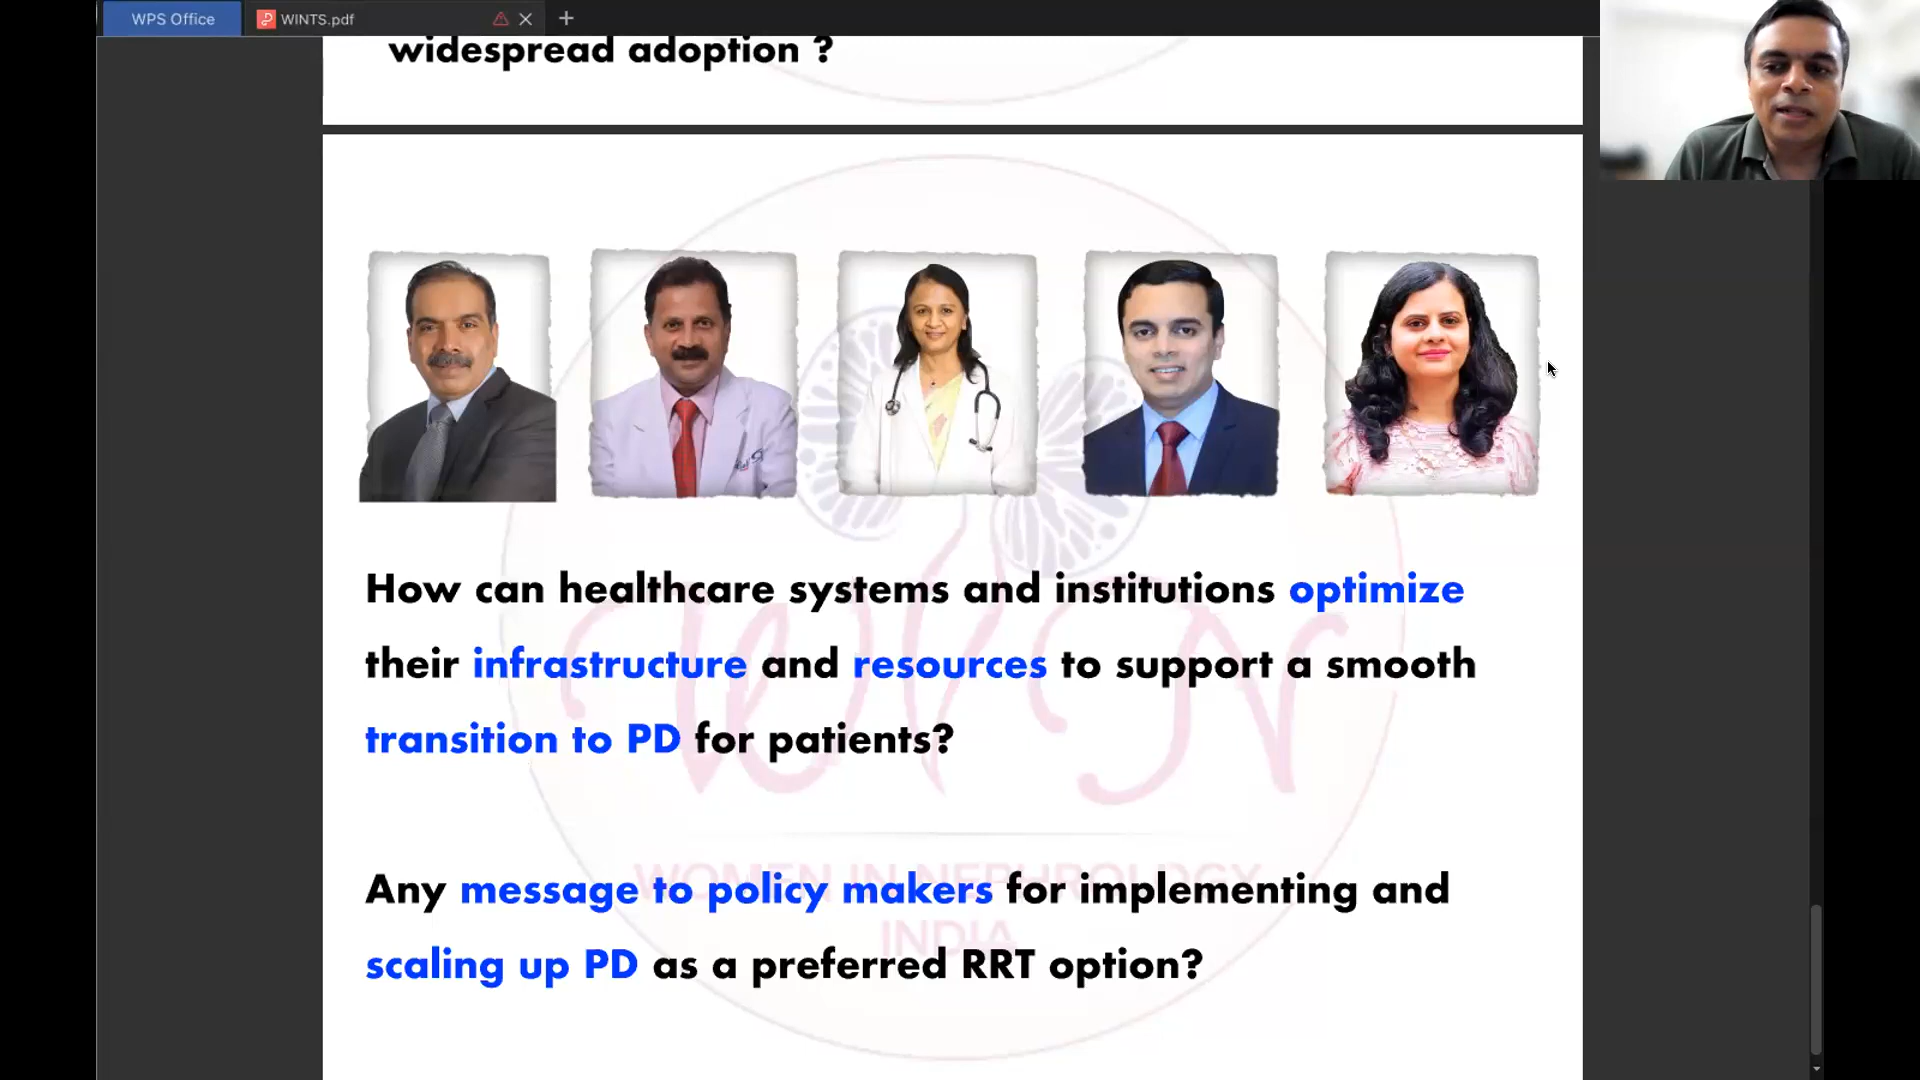 WPS Office
WINTS.pdf
widespread adoption ?
How can healthcare systems and institutions optimize
their infrastructure and resources to support a smooth
transition to PD for patients?
WIN
WOMEN IN NEPHROLOGY
INDIA
Any message to policy makers for implementing and
scaling up PD as a preferred RRT option?